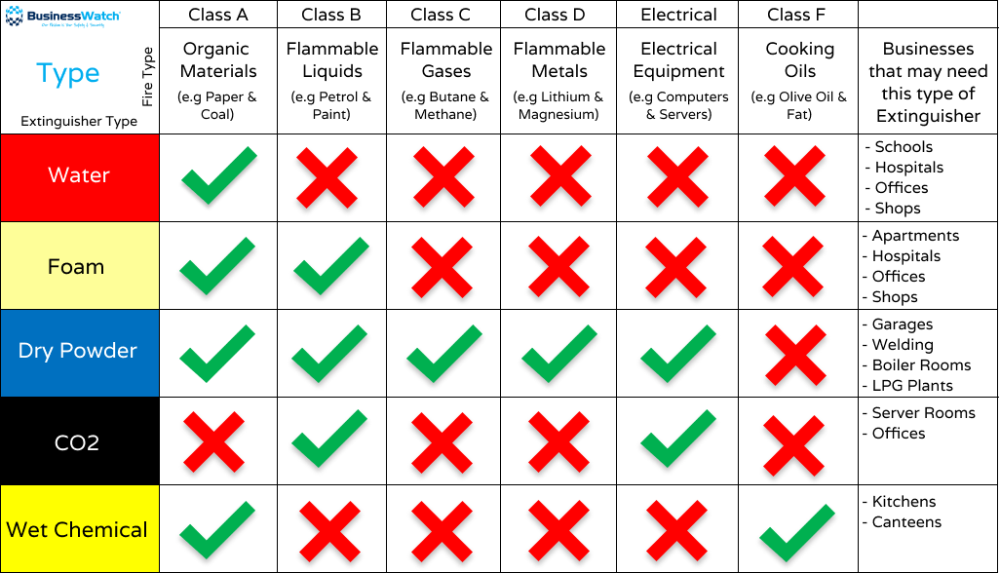 BusinessWatch
Class A
Class B
Class C
Class D
Electrical
Class F
Type
Fire Type
Extinguisher Type
Organic
Materials
(e.g Paper &
Coal)
Flammable
Liquids
(e.g Petrol &
Paint)
Flammable
Gases
(e.g Butane &
Methane)
Flammable
Metals
(e.g Lithium &
Magnesium)
Electrical
Equipment
(e.g Computers
& Servers)
Cooking
Oils
(e.g Olive Oil &
Fat)
Businesses
that may need
this type of
Extinguisher
Water
- Schools
- Hospitals
- Offices
- Shops
Foam
- Apartments
- Hospitals
- Offices
- Shops
Dry Powder
- Garages
- Welding
- Boiler Rooms
- LPG Plants
CO2
- Server Rooms
- Offices
Wet Chemical
- Kitchens
- Canteens